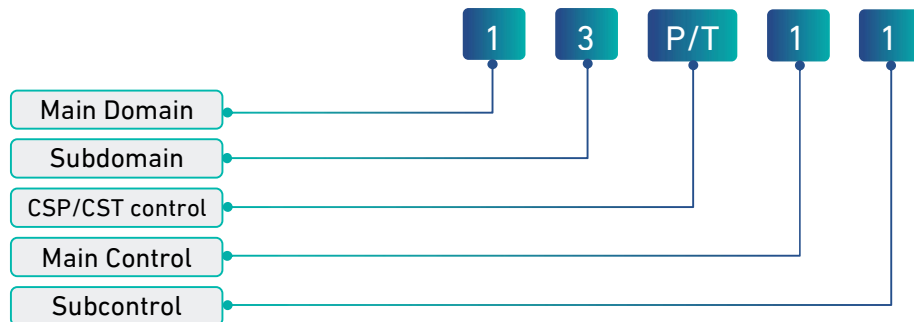 1 3 P/T 1 1
Main Domain
Subdomain
CSP/CST control
Main Control
Subcontrol